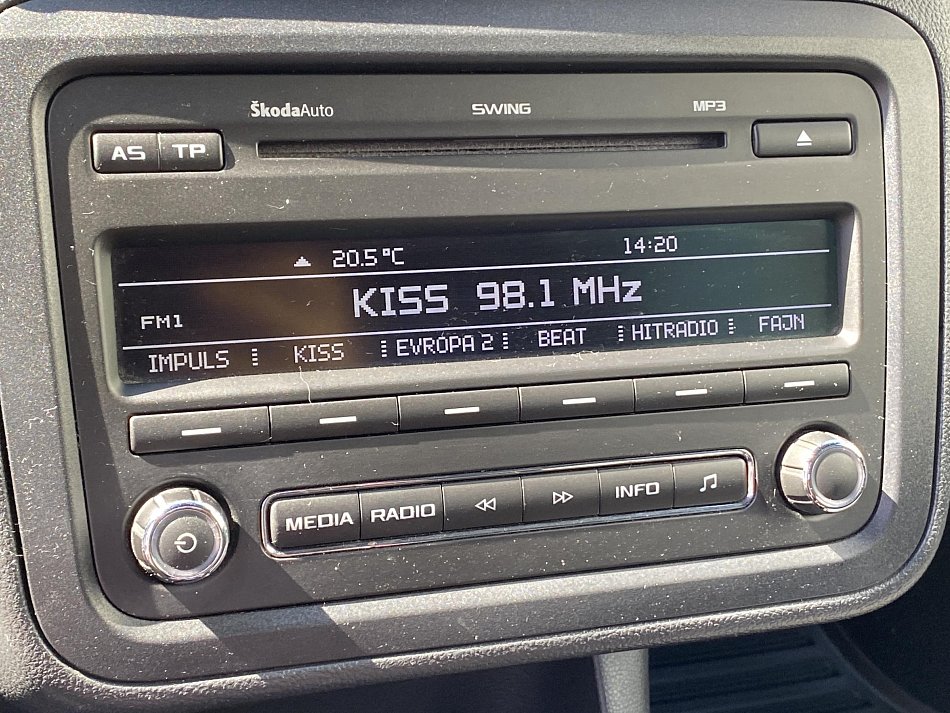 ŠkodaAuto SWING MP3
AS TP
20.5°C 14:20
KISS 98.1 MHz
FM1
IMPULS KISS EVROPA 2 BEAT HITRADIO FAJN
MEDIA RADIO INFO